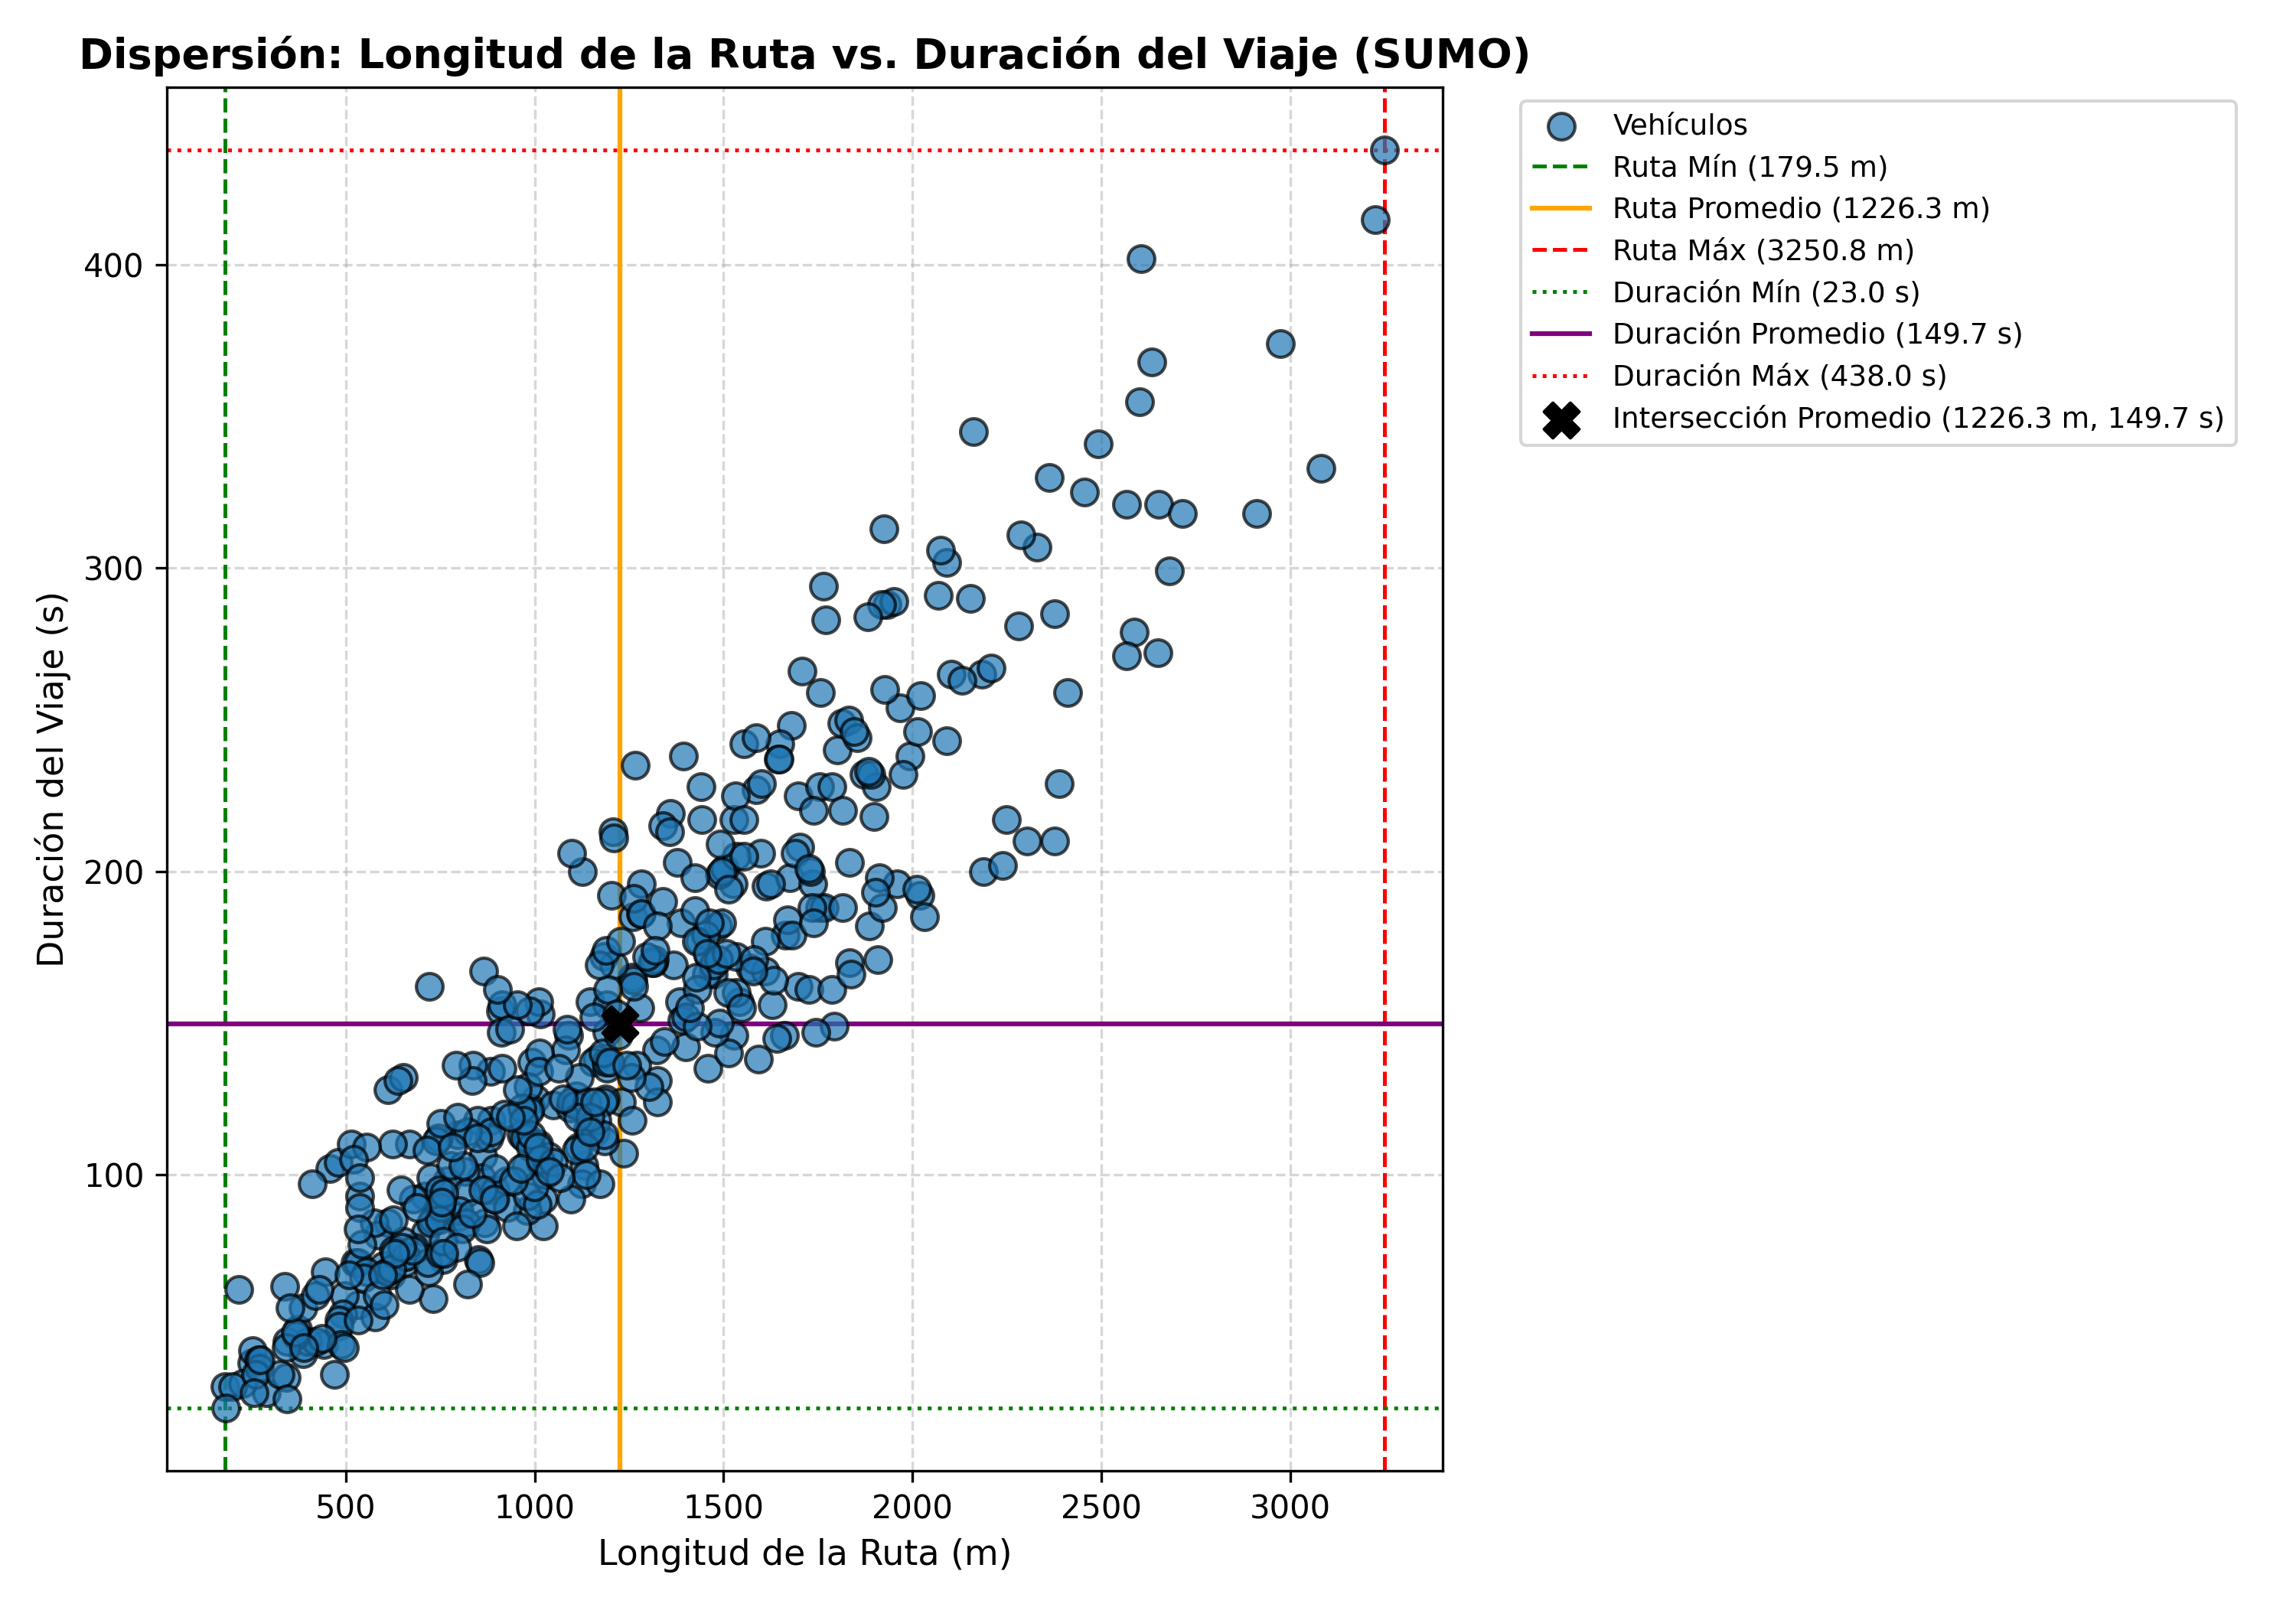 Dispersión: Longitud de la Ruta vs. Duración del Viaje (SUMO)
Vehículos
Ruta Mín (179.5 m)
Ruta Promedio (1226.3 m)
Ruta Máx (3250.8 m)
Duración Mín (23.0 s)
Duración Promedio (149.7 s)
Duración Máx (438.0 s)
Intersección Promedio (1226.3 m, 149.7 s)
Duración del Viaje (s)
400
300
200
100
500 1000 1500 2000 2500 3000
Longitud de la Ruta (m)